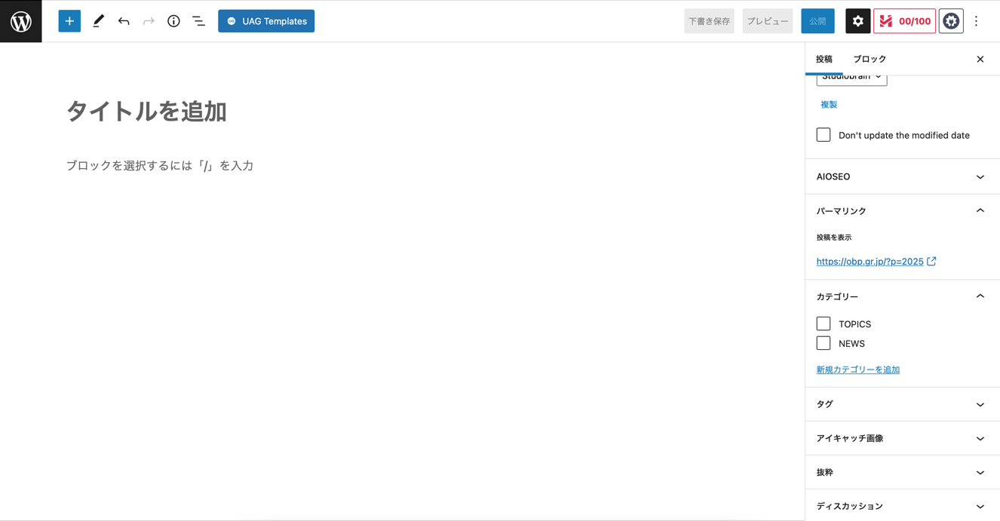 UAG Templates
下書き保存
プレビュー
公開
00/100
投稿
ブロック
Studiobrain
複製
Don't update the modified date
AIOSEO
パーマリンク
投稿を表示
https://obp.gr.jp/?p=2025
カテゴリー
TOPICS
NEWS
新規カテゴリーを追加
タグ
アイキャッチ画像
抜粋
ディスカッション
タイトルを追加
ブロックを選択するには「/」を入力